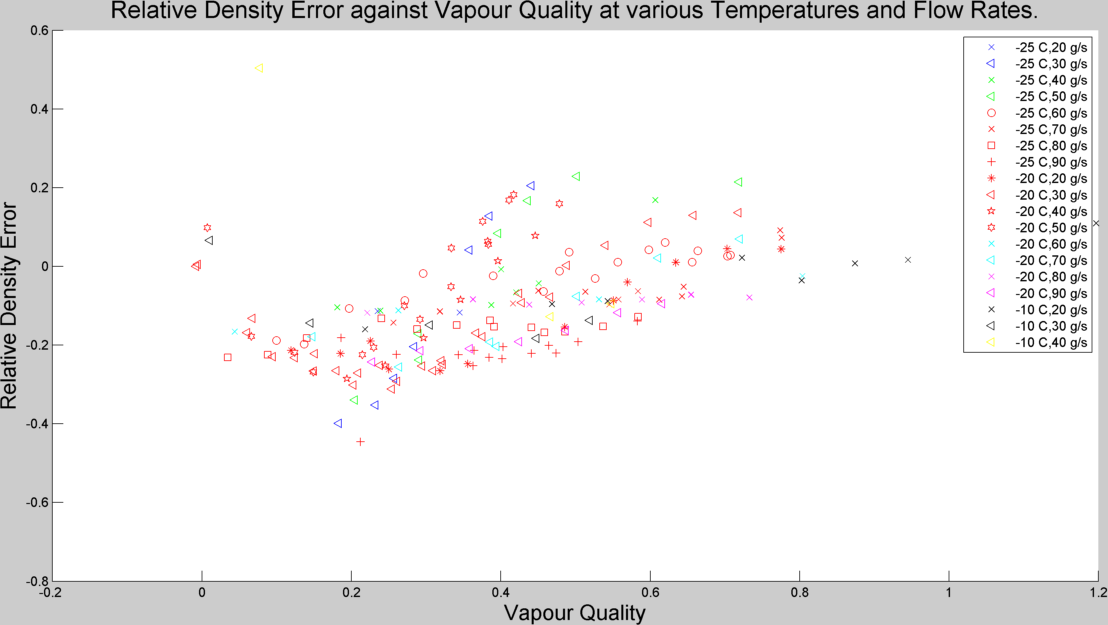 Relative Density Error against Vapour Quality at various Temperatures and Flow Rates.
0.6
0.4
0.2
0
-0.2
-0.4
-0.6
-0.8
Relative Density Error
-0.2
0
0.2
0.4
0.6
0.8
1
1.2
Vapour Quality
-25 C,20 g/s
-25 C,30 g/s
-25 C,40 g/s
-25 C,50 g/s
-25 C,60 g/s
-25 C,70 g/s
-25 C,80 g/s
-25 C,90 g/s
-20 C,20 g/s
-20 C,30 g/s
-20 C,40 g/s
-20 C,50 g/s
-20 C,60 g/s
-20 C,70 g/s
-20 C,80 g/s
-20 C,90 g/s
-10 C,20 g/s
-10 C,30 g/s
-10 C,40 g/s